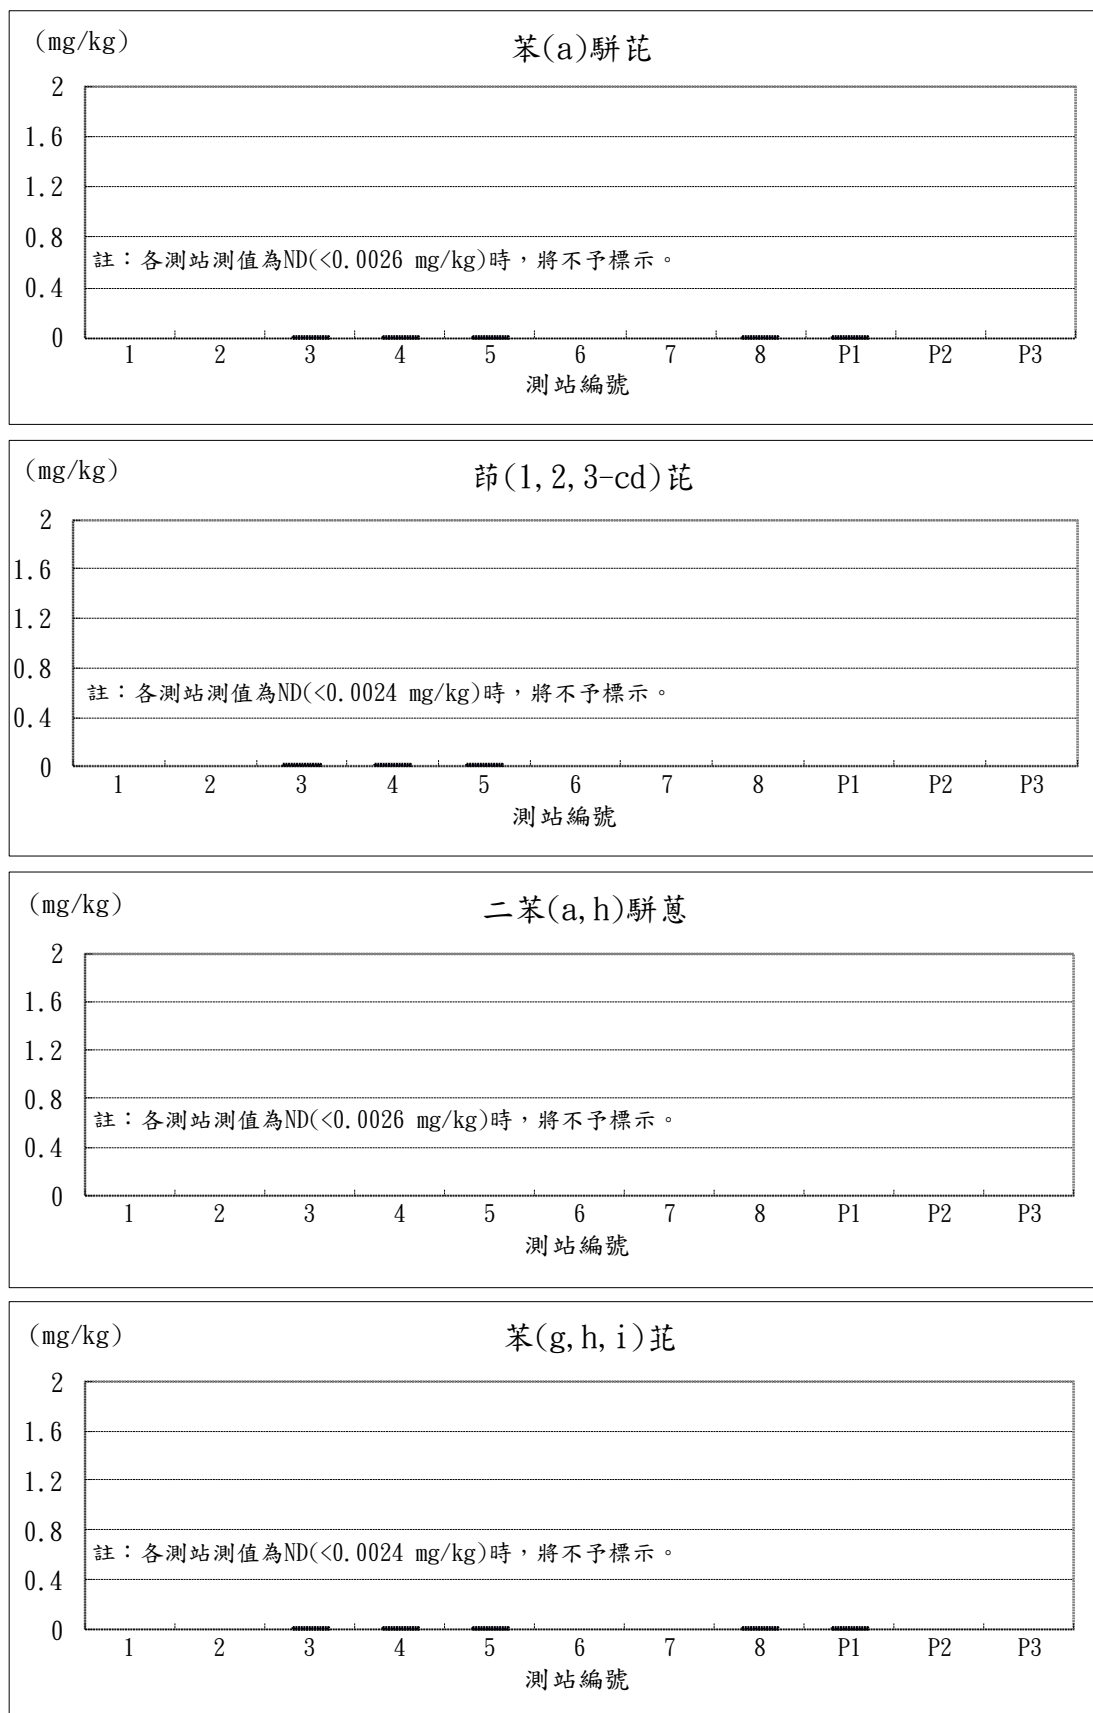 (mg/kg)
苯(a)駢芘
2
1.6
1.2
0.8
註：各測站測值為ND(<0.0026 mg/kg)時，將不予標示。
0.4
0
1 2 3 4 5 6 7 8 P1 P2 P3
測站編號
(mg/kg)
茚(1,2,3-cd)芘
2
1.6
1.2
0.8
註：各測站測值為ND(<0.0024 mg/kg)時，將不予標示。
0.4
0
1 2 3 4 5 6 7 8 P1 P2 P3
測站編號
(mg/kg)
二苯(a,h)駢蒽
2
1.6
1.2
0.8
註：各測站測值為ND(<0.0026 mg/kg)時，將不予標示。
0.4
0
1 2 3 4 5 6 7 8 P1 P2 P3
測站編號
(mg/kg)
苯(g,h,i)苝
2
1.6
1.2
0.8
註：各測站測值為ND(<0.0024 mg/kg)時，將不予標示。
0.4
0
1 2 3 4 5 6 7 8 P1 P2 P3
測站編號